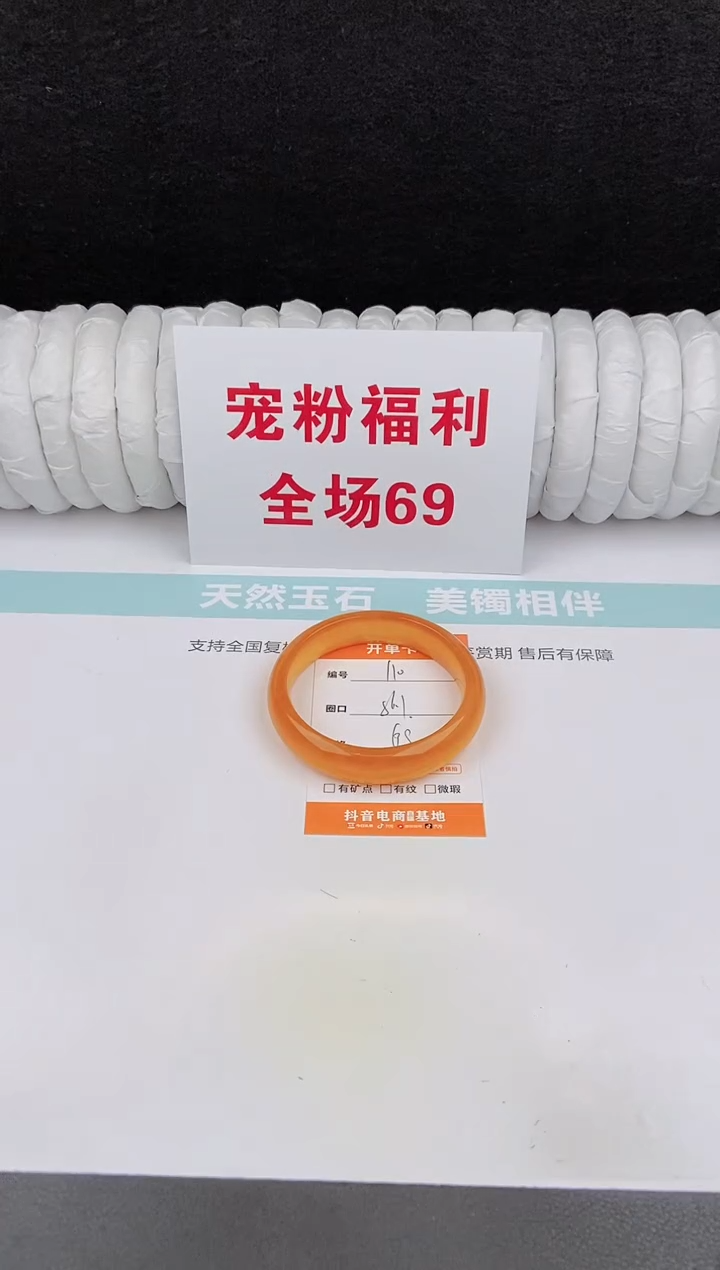 宠粉福利
全场69
天然玉石 美镯相伴
支持全国复 赏期 售后有保障
开单卡
编号 110
圈口
□有矿点 □有纹 □微瑕
抖音电商 基地